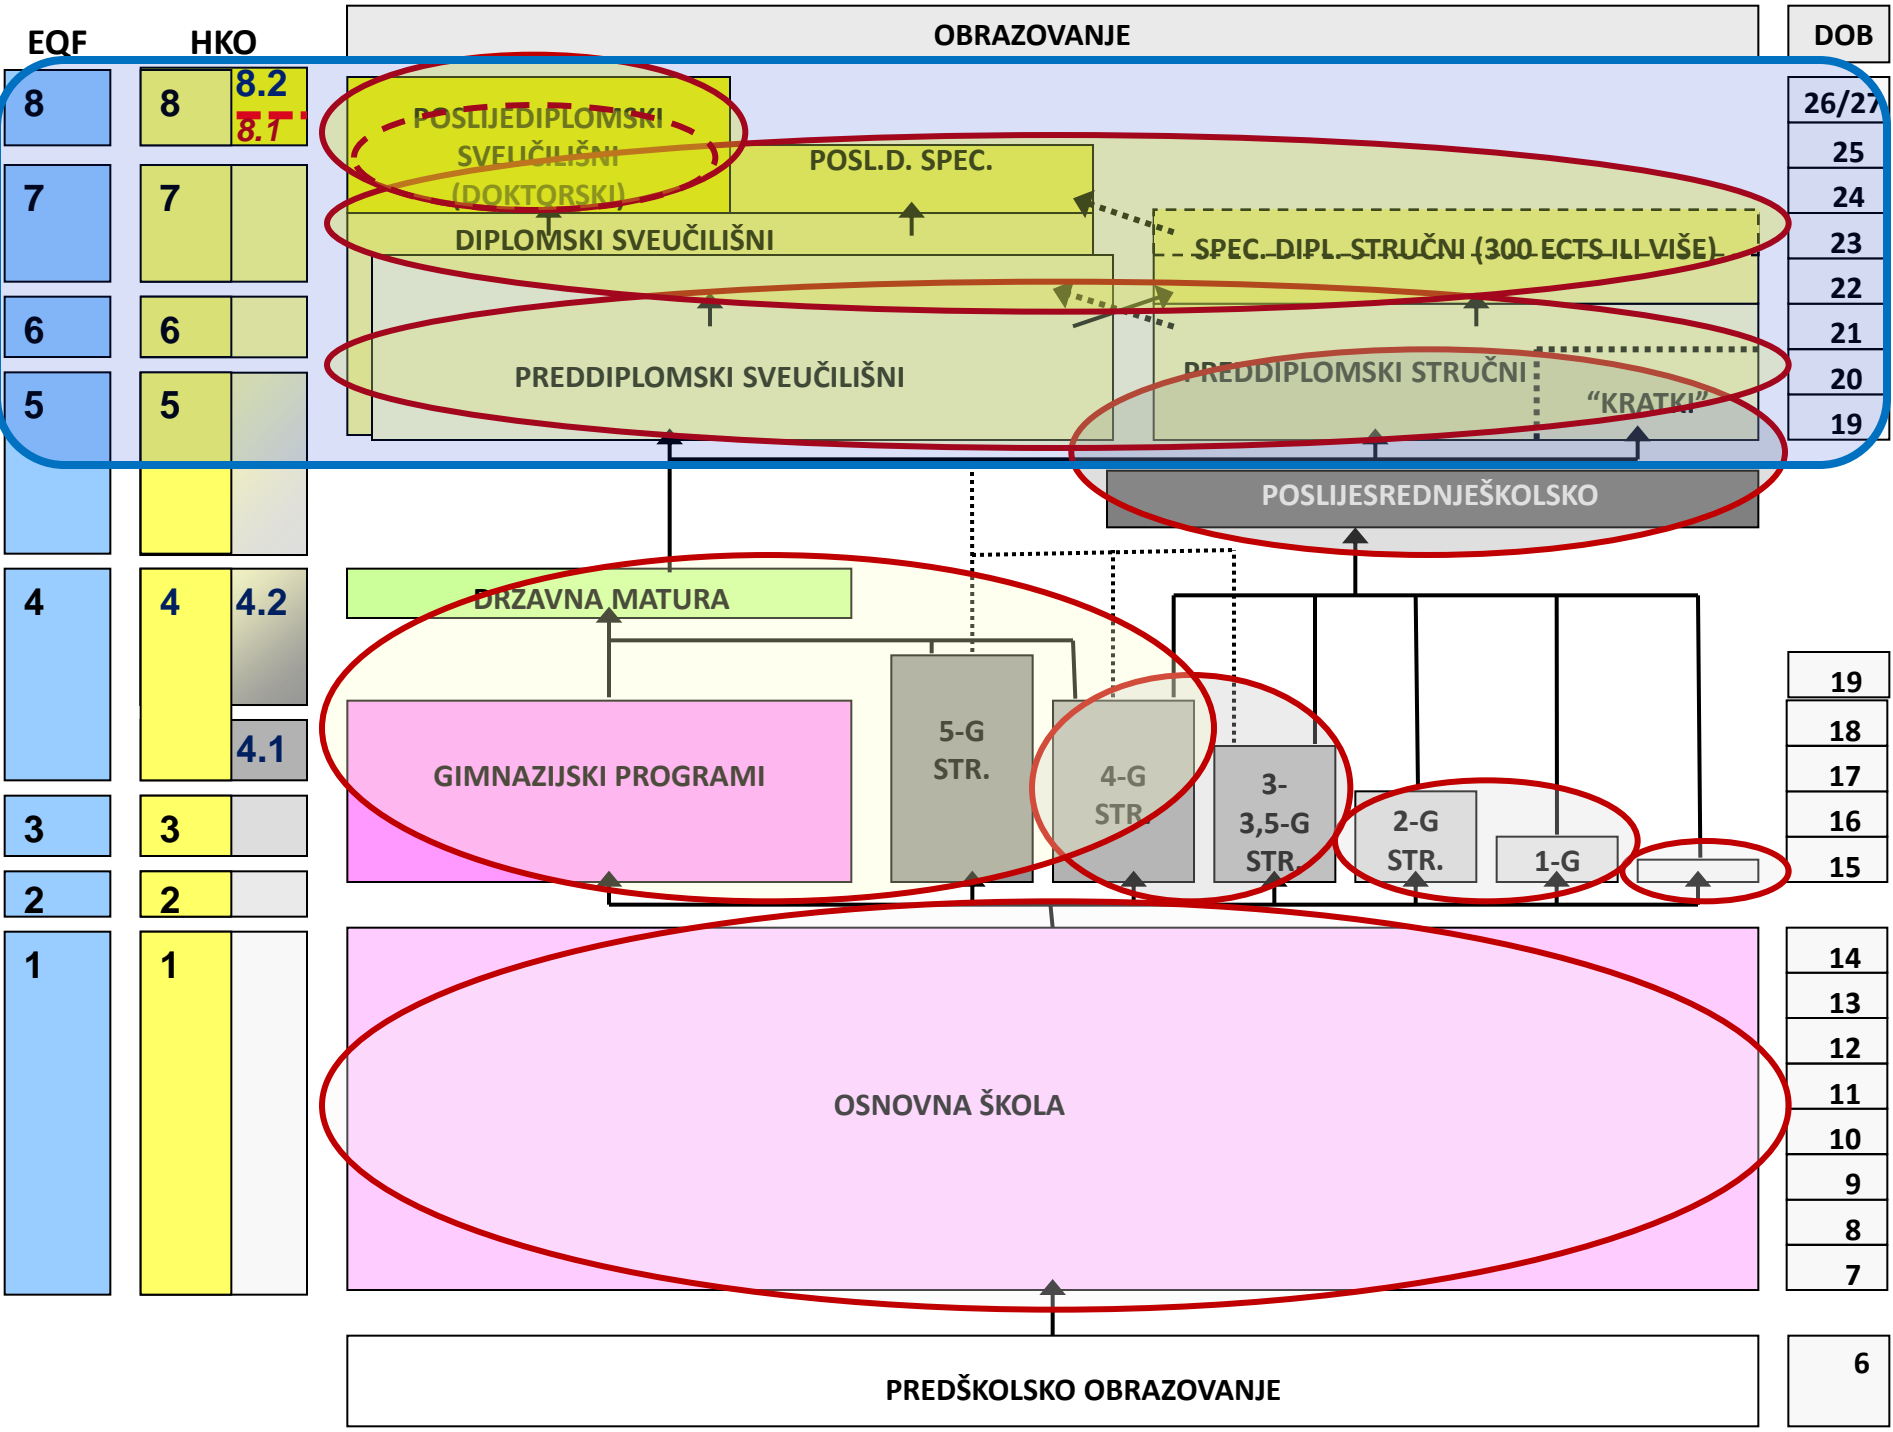 EQF
HKO
OBRAZOVANJE
DOB
8
8
8.2
8.1
POSLIJEDIPLOMSKI
SVEUČILIŠNI
(DOKTORSKI)
POSL.D. SPEC.
26/27
25
7
7
24
DIPLOMSKI SVEUČILIŠNI
SPEC. DIPL. STRUČNI (300 ECTS ILI VIŠE)
23
22
6
6
21
PREDDIPLOMSKI SVEUČILIŠNI
PREDDIPLOMSKI STRUČNI
20
5
5
“KRATKI”
19
POSLIJESREDNJEŠKOLSKO
4
4
4.2
DRŽAVNA MATURA
19
4.1
GIMNAZIJSKI PROGRAMI
5-G
STR.
4-G
STR.
3-
3,5-G
STR.
2-G
STR.
1-G
18
17
16
15
3
3
2
2
1
1
14
13
12
OSNOVNA ŠKOLA
11
10
9
8
7
PREDŠKOLSKO OBRAZOVANJE
6